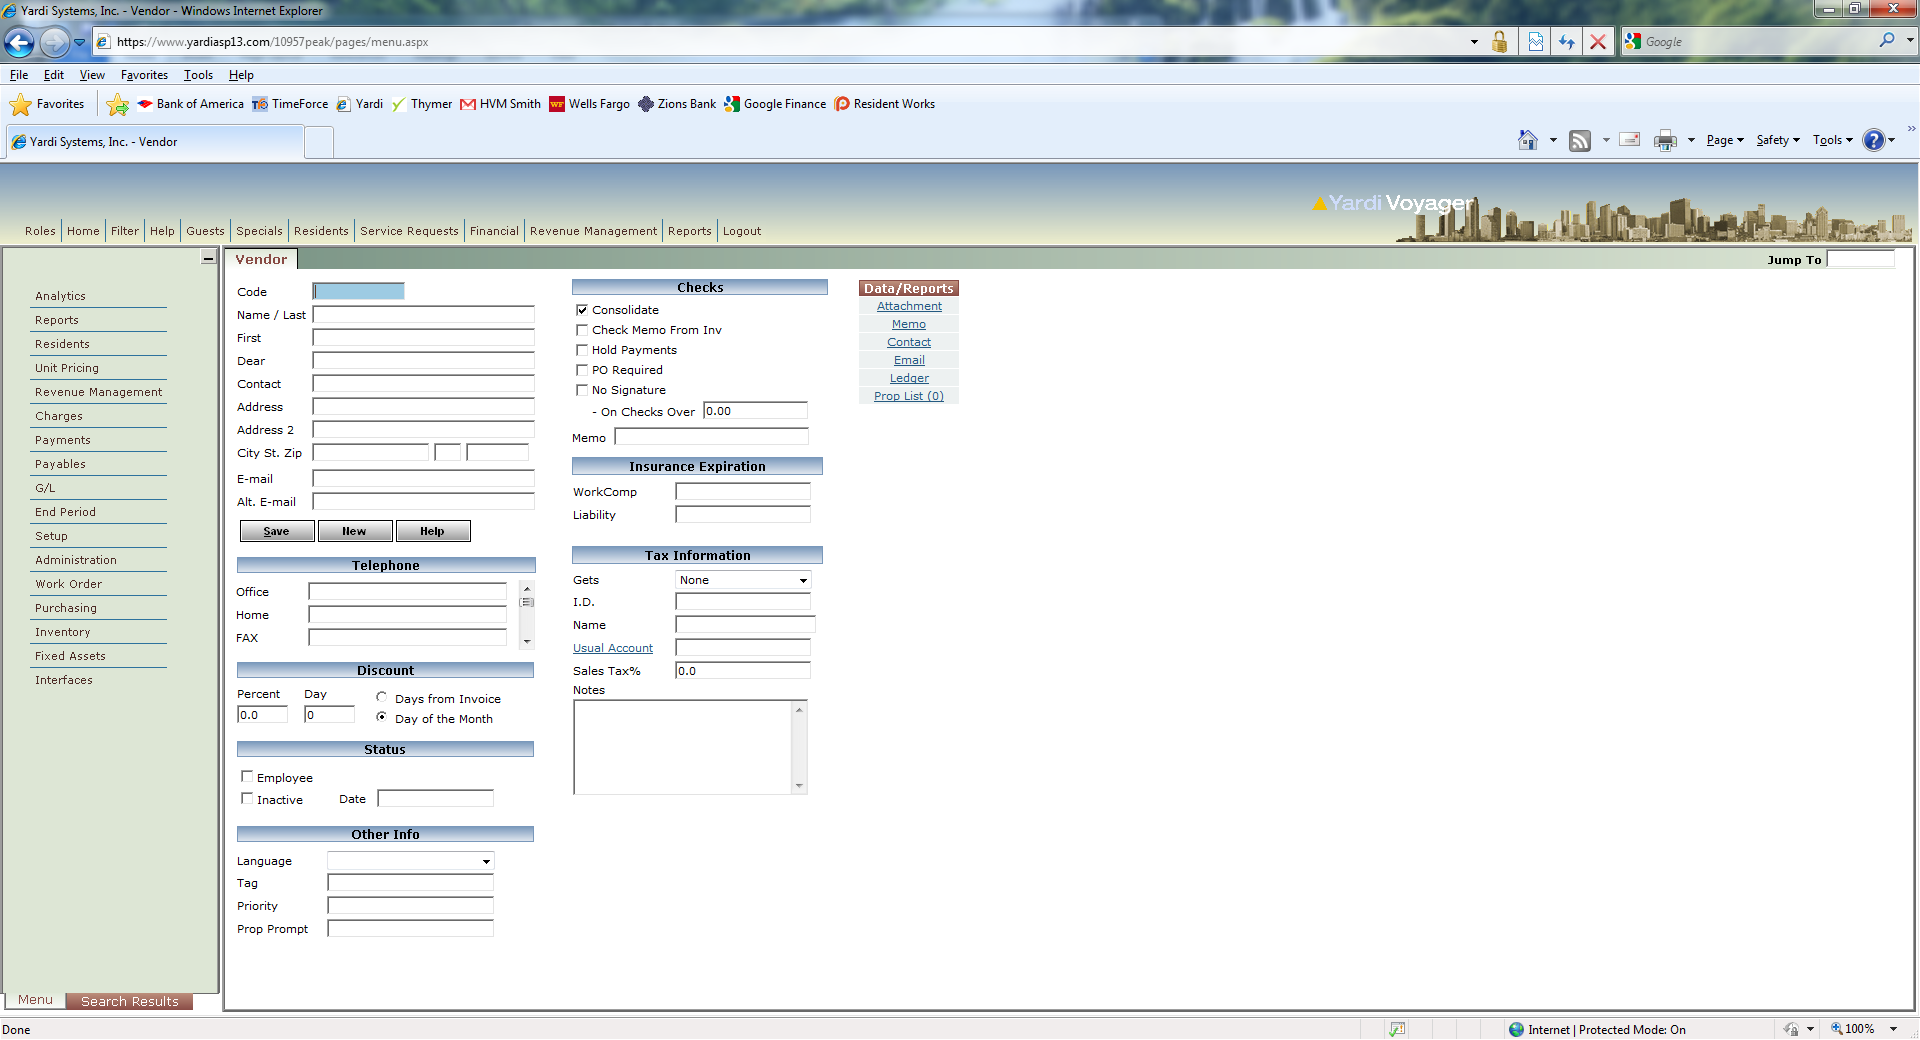 Yardi Systems, Inc. - Vendor - Windows Internet Explorer
https://www.yardiasp13.com/10957peak/pages/menu.aspx
Google
File Edit View Favorites Tools Help
Favorites Bank of America TimeForce Yardi Thymer HVM Smith Wells Fargo Zions Bank Google Finance Resident Works
Yardi Systems, Inc. - Vendor
Page Safety Tools
Yardi Voyager
Roles Home Filter Help Guests Specials Residents Service Requests Financial Revenue Management Reports Logout
Vendor
Jump To
Analytics
Reports
Residents
Unit Pricing
Revenue Management
Charges
Payments
Payables
G/L
End Period
Setup
Administration
Work Order
Purchasing
Inventory
Fixed Assets
Interfaces
Menu Search Results
Code
Name / Last
First
Dear
Contact
Address
Address 2
City St. Zip
E-mail
Alt. E-mail
Save New Help
Telephone
Office
Home
FAX
Discount
Percent Day
0.0 0
Days from Invoice
Day of the Month
Status
Employee
Inactive Date
Other Info
Language
Tag
Priority
Prop Prompt
Checks
Consolidate
Check Memo From Inv
Hold Payments
PO Required
No Signature
- On Checks Over 0.00
Memo
Insurance Expiration
WorkComp
Liability
Tax Information
Gets None
I.D.
Name
Usual Account
Sales Tax% 0.0
Notes
Data/Reports
Attachment
Memo
Contact
Email
Ledger
Prop List (0)
Done
Internet | Protected Mode: On
100%